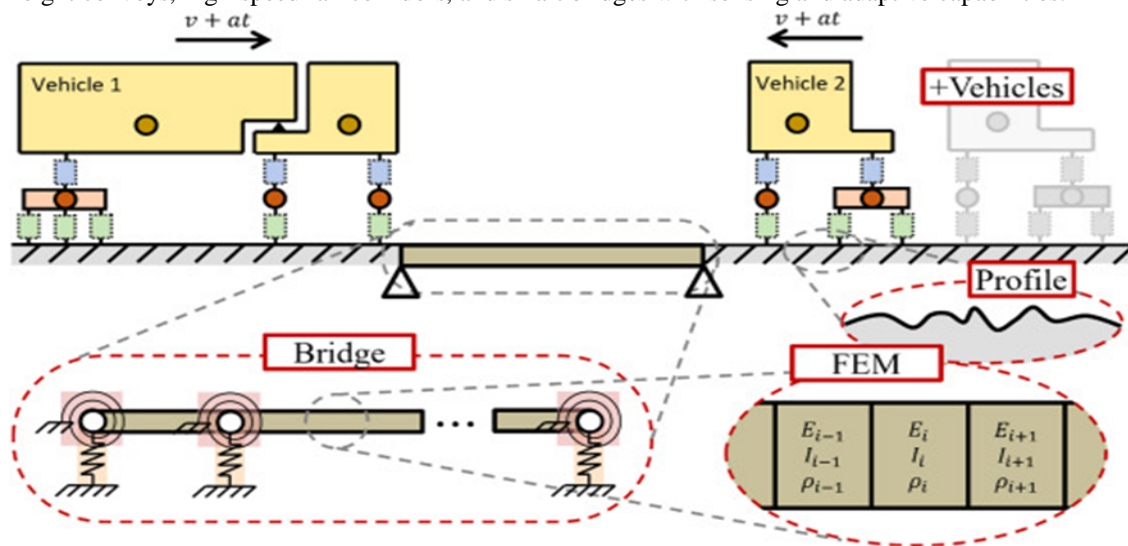 v + at
v + at
Vehicle 1
Vehicle 2
+Vehicles
Profile
Bridge
FEM
...
E_{i-1} E_i E_{i+1}
I_{i-1} I_i I_{i+1}
ρ_{i-1} ρ_i ρ_{i+1}